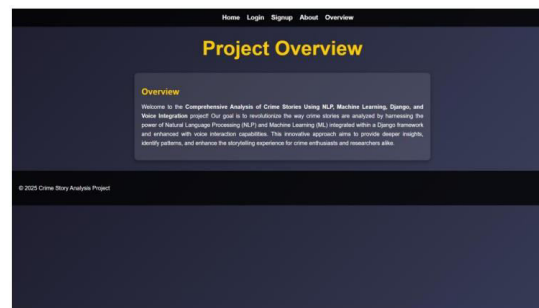 Home Login Signup About Overview
Project Overview
Overview
Welcome to the Comprehensive Analysis of Crime Stories Using NLP, Machine Learning, Django, and
Voice Integration project! Our goal is to revolutionize the way crime stories are analyzed by harnessing the
power of Natural Language Processing (NLP) and Machine Learning (ML) integrated within a Django framework
and enhanced with voice interaction capabilities. This innovative approach aims to provide deeper insights,
identify patterns, and enhance the storytelling experience for crime enthusiasts and researchers alike.
© 2025 Crime Story Analysis Project